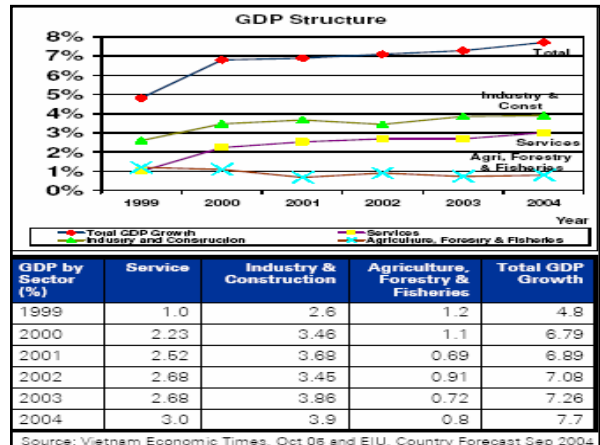 GDP Structure
8%
7%
6%
5%
4%
3%
2%
1%
0%
Total
Industry &
Const
Services
Agri, Forestry
& Fisheries
1999 2000 2001 2002 2003 2004
Year
Total GDP Growth Services
Industry and Construction Agriculture, Forestry & Fisheries
GDP by Sector (%) Service Industry & Construction Agriculture, Forestry & Fisheries Total GDP Growth
1999 1.0 2.6 1.2 4.8
2000 2.23 3.46 1.1 6.79
2001 2.52 3.68 0.69 6.89
2002 2.68 3.45 0.91 7.08
2003 2.68 3.86 0.72 7.26
2004 3.0 3.9 0.8 7.7
Source: Vietnam Economic Times, Oct 06 and EIU, Country Forecast Sep 2004